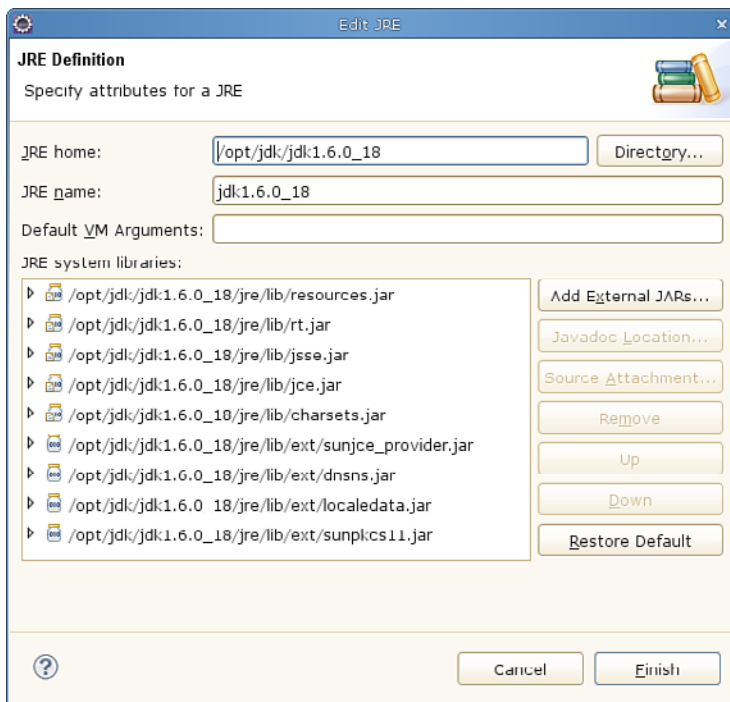 Edit JRE
JRE Definition
Specify attributes for a JRE
JRE home: /opt/jdk/jdk1.6.0_18 Directory...
JRE name: jdk1.6.0_18
Default VM Arguments:
JRE system libraries:
/opt/jdk/jdk1.6.0_18/jre/lib/resources.jar Add External JARs...
/opt/jdk/jdk1.6.0_18/jre/lib/rt.jar Javadoc Location...
/opt/jdk/jdk1.6.0_18/jre/lib/jsse.jar Source Attachment...
/opt/jdk/jdk1.6.0_18/jre/lib/jce.jar Remove
/opt/jdk/jdk1.6.0_18/jre/lib/charsets.jar Up
/opt/jdk/jdk1.6.0_18/jre/lib/ext/sunjce_provider.jar Down
/opt/jdk/jdk1.6.0_18/jre/lib/ext/dnsns.jar Restore Default
/opt/jdk/jdk1.6.0_18/jre/lib/ext/localedata.jar
/opt/jdk/jdk1.6.0_18/jre/lib/ext/sunpkcs11.jar
? Cancel Finish